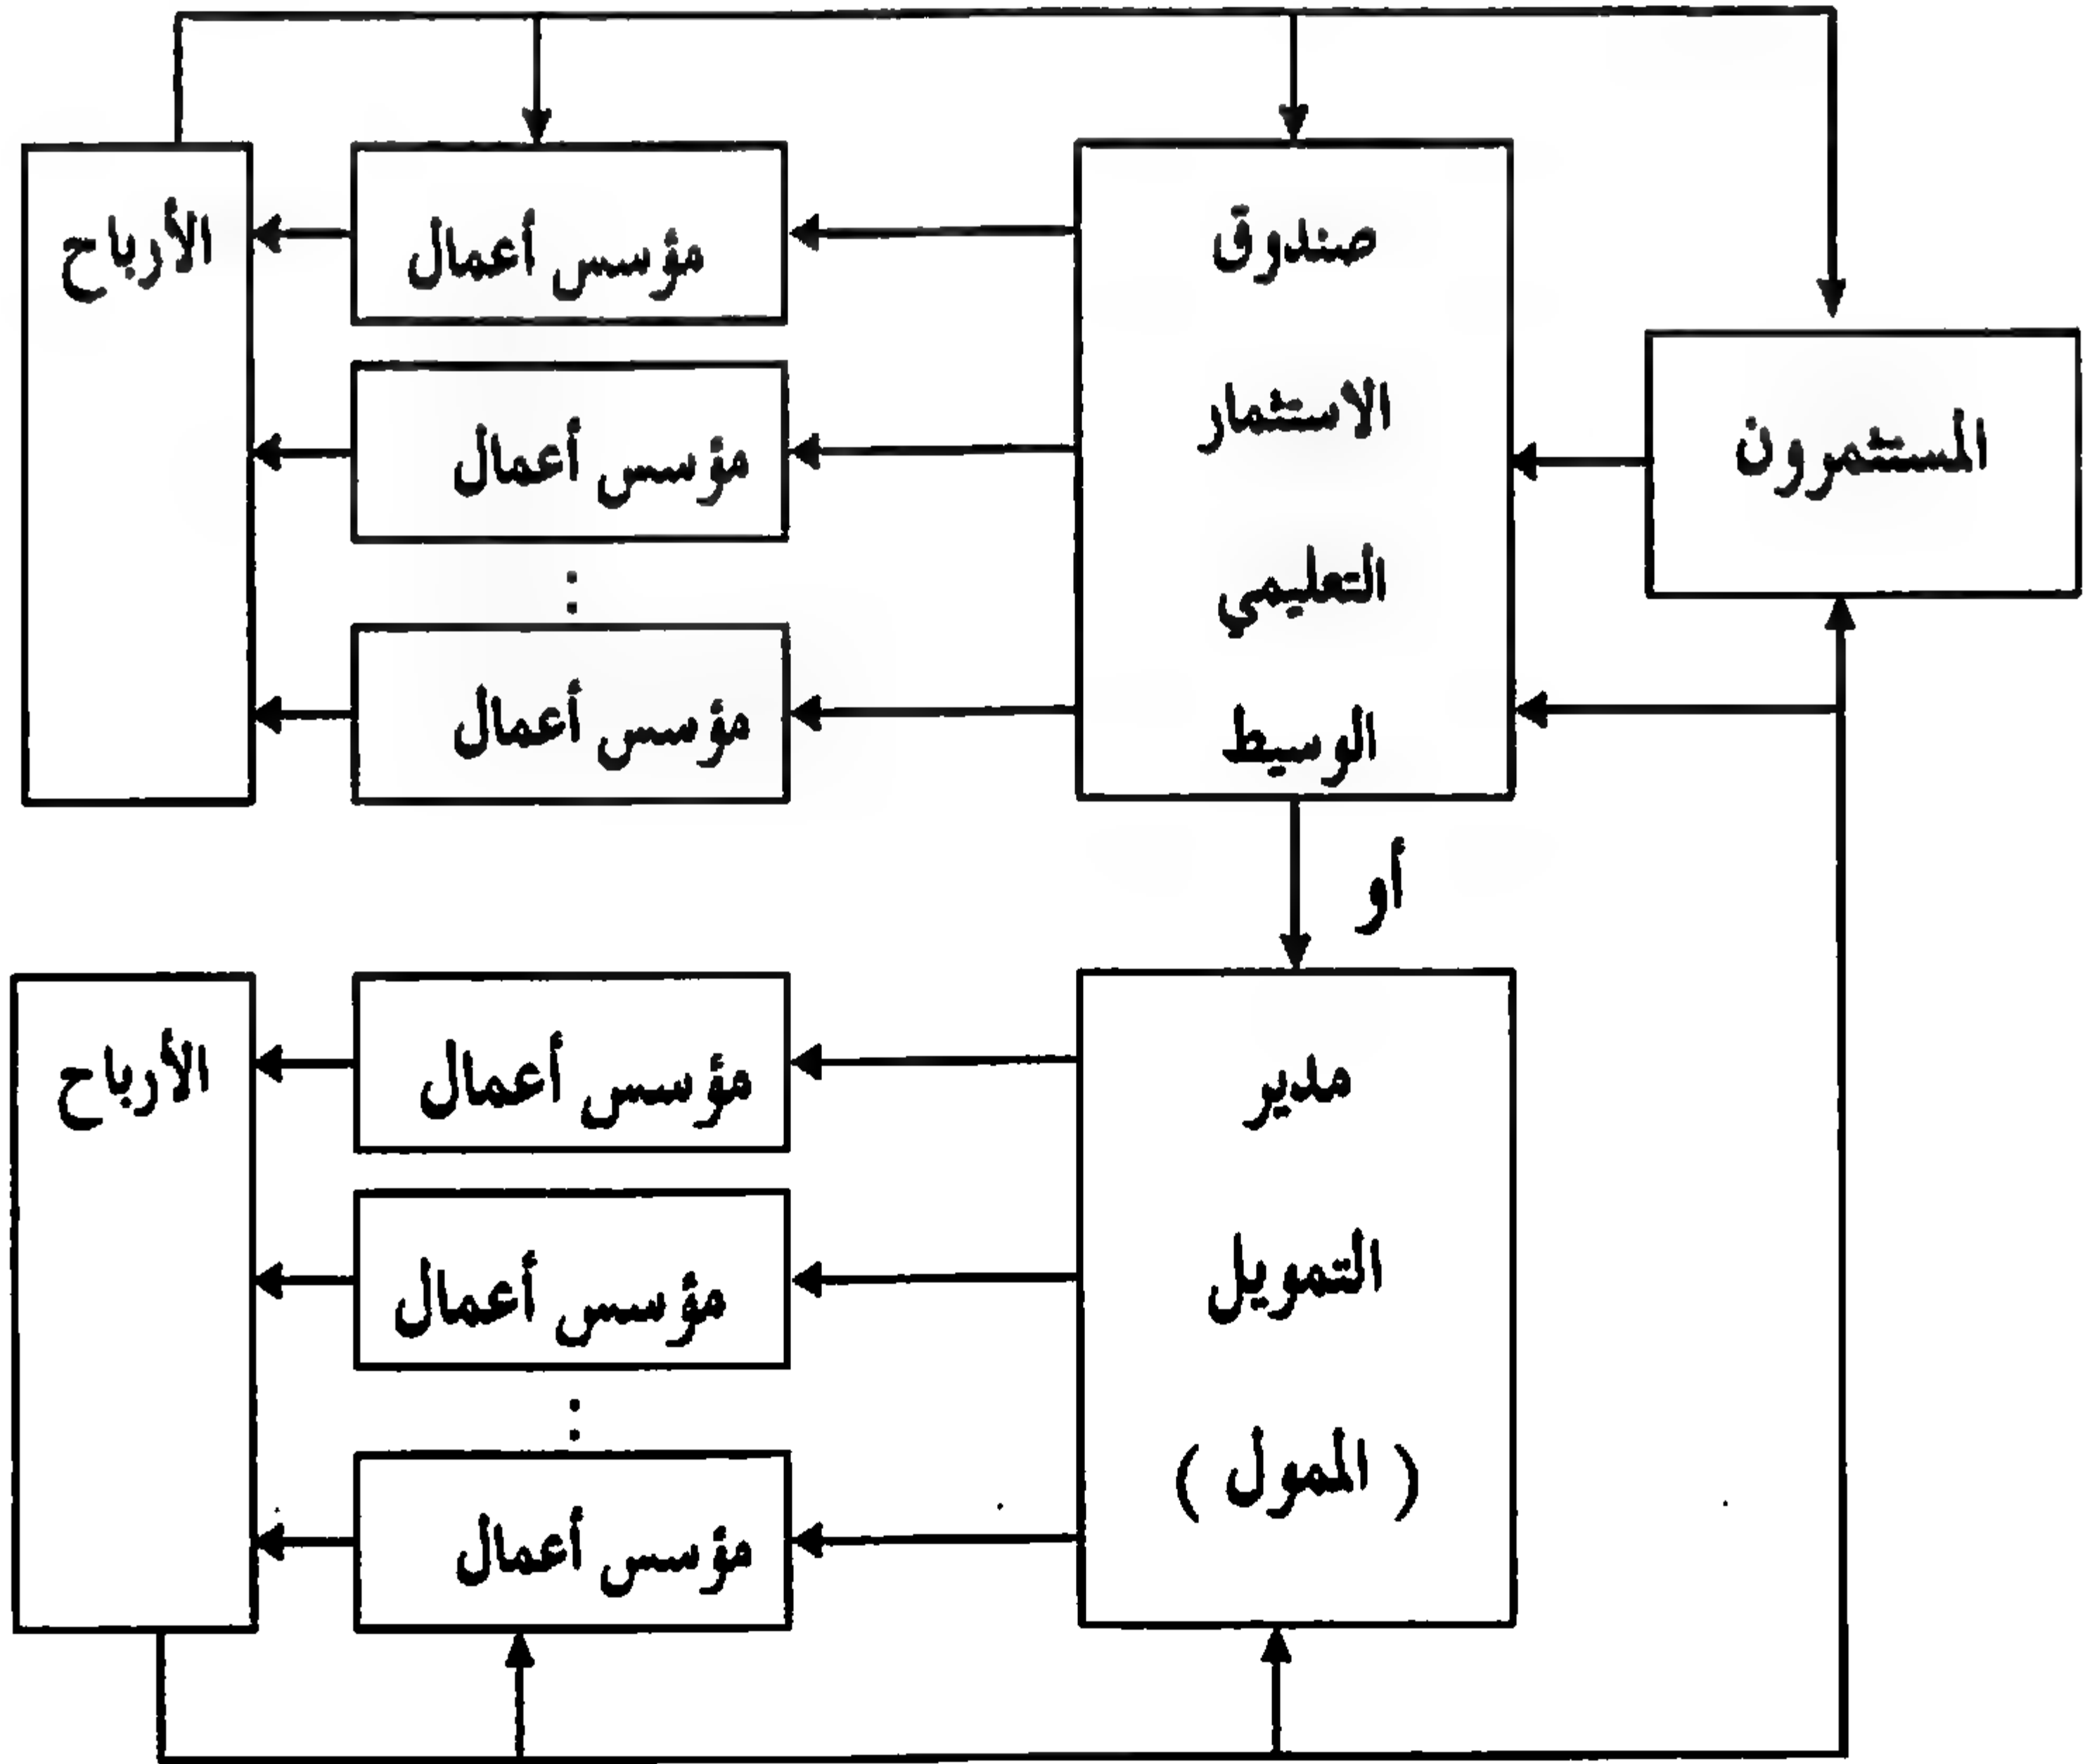 المستثمرون
صندوق
الاستثمار
التعليمي
الوسيط
مؤسس أعمال
مؤسس أعمال
:
مؤسس أعمال
الأرباح
أو
مدير
التمويل
( الممول )
مؤسس أعمال
مؤسس أعمال
:
مؤسس أعمال
الأرباح